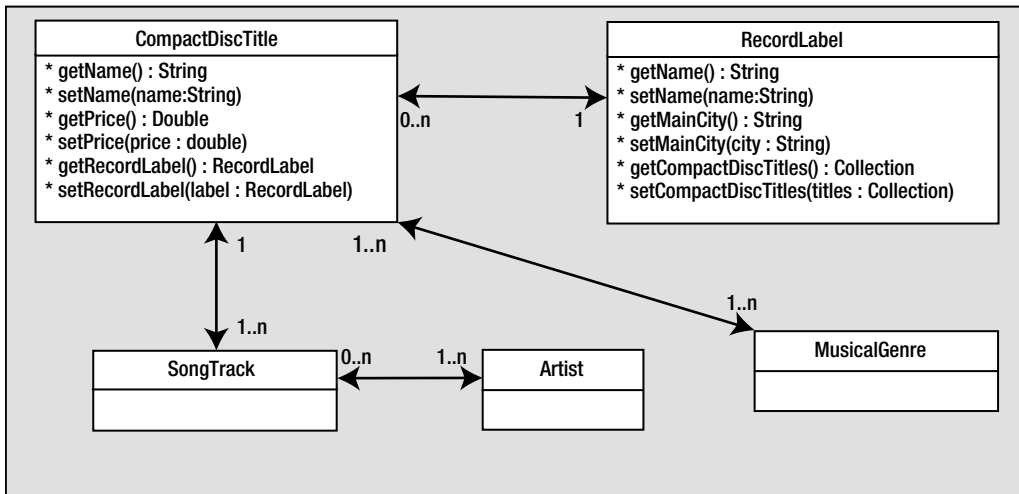 CompactDiscTitle
* getName() : String
* setName(name:String)
* getPrice() : Double
* setPrice(price : double)
* getRecordLabel() : RecordLabel
* setRecordLabel(label : RecordLabel)
RecordLabel
* getName() : String
* setName(name:String)
* getMainCity() : String
* setMainCity(city : String)
* getCompactDiscTitles() : Collection
* setCompactDiscTitles(titles : Collection)
0..n
1
1
1..n
1..n
1..n
SongTrack
0..n
1..n
Artist
MusicalGenre